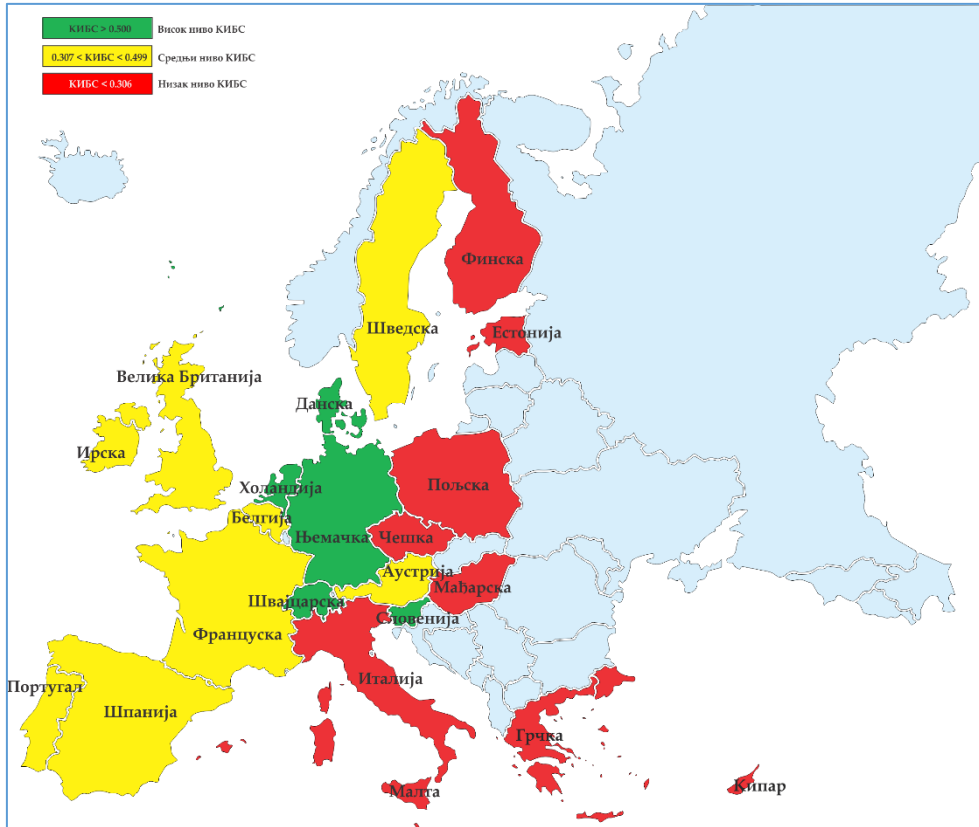 КИБС > 0.500 Висок ниво КИБС
0.307 < КИБС < 0.499 Средњи ниво КИБС
КИБС < 0.306 Низак ниво КИБС
Финска
Шведска
Естонија
Велика Британија
Данска
Ирска
Холандија
Пољска
Белгија
Њемачка
Чешка
Аустрија
Мађарска
Швајцарска
Словенија
Француска
Италија
Португал
Шпанија
Грчка
Малта
Кипар